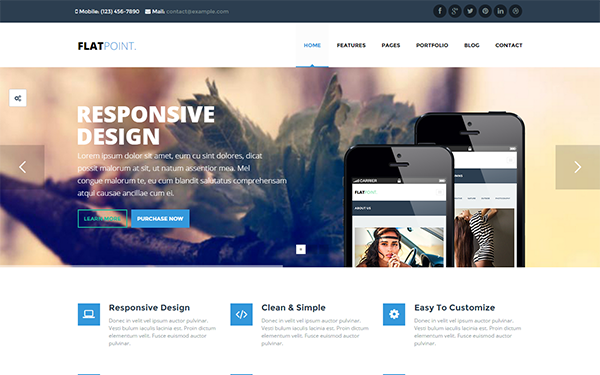 Mobile: (123) 456-7890 Mail: contact@example.com
FLATPOINT.
HOME FEATURES PAGES PORTFOLIO BLOG CONTACT
RESPONSIVE
DESIGN
Lorem ipsum dolor sit amet, eum cu sint dolores, dicat
possit malorum at sit, ut natum assentior mea. Mel
congue malorum te, eu cum blandit salutatus comprehensam
atqui causae ancillae cum ei.
LEARN MORE PURCHASE NOW
CARRIER
FLATPOINT
ABOUT US
Responsive Design
Donec in velit vel ipsum auctor pulvinar.
Vesti bulum iaculis lacinia est. Proin dictum
elementum velit. Fusce euismod auctor
pulvinar.
Clean & Simple
Donec in velit vel ipsum auctor pulvinar.
Vesti bulum iaculis lacinia est. Proin dictum
elementum velit. Fusce euismod auctor
pulvinar.
Easy To Customize
Donec in velit vel ipsum auctor pulvinar.
Vesti bulum iaculis lacinia est. Proin dictum
elementum velit. Fusce euismod auctor
pulvinar.